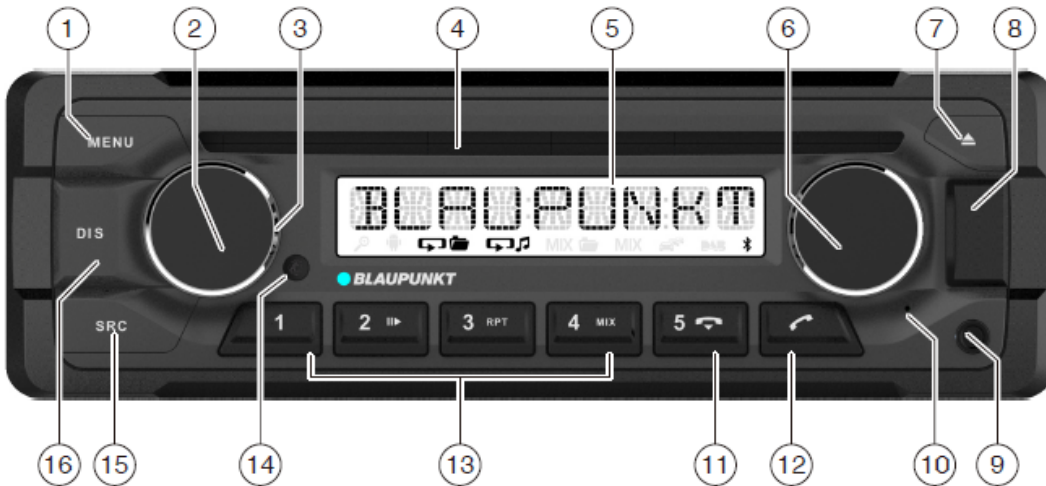 1 2 3 4 5 6 7 8
MENU
BLAUPUNKT
DIS
MIX MIX DAB
BLAUPUNKT
SRC
1 2 3 RPT 4 MIX 5
16 15 14 13 11 12 10 9